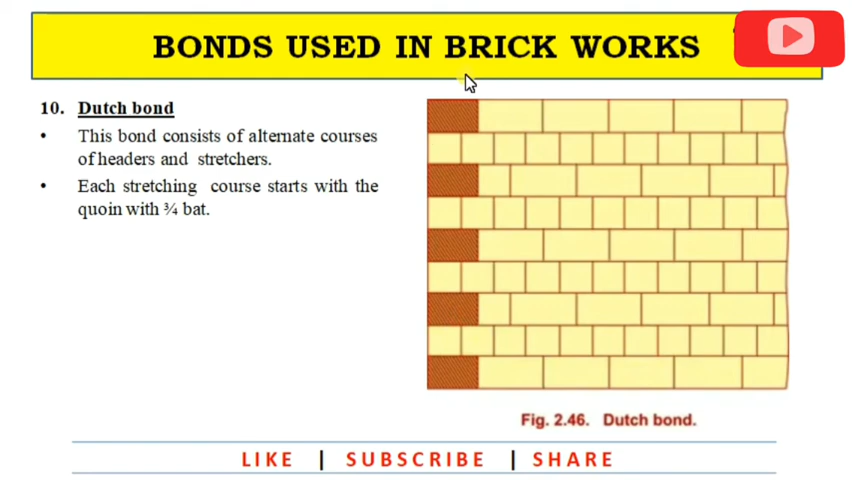 BONDS USED IN BRICK WORKS
10. Dutch bond
• This bond consists of alternate courses
of headers and stretchers.
• Each stretching course starts with the
quoin with ¾ bat.
Fig. 2.46. Dutch bond.
LIKE | SUBSCRIBE | SHARE